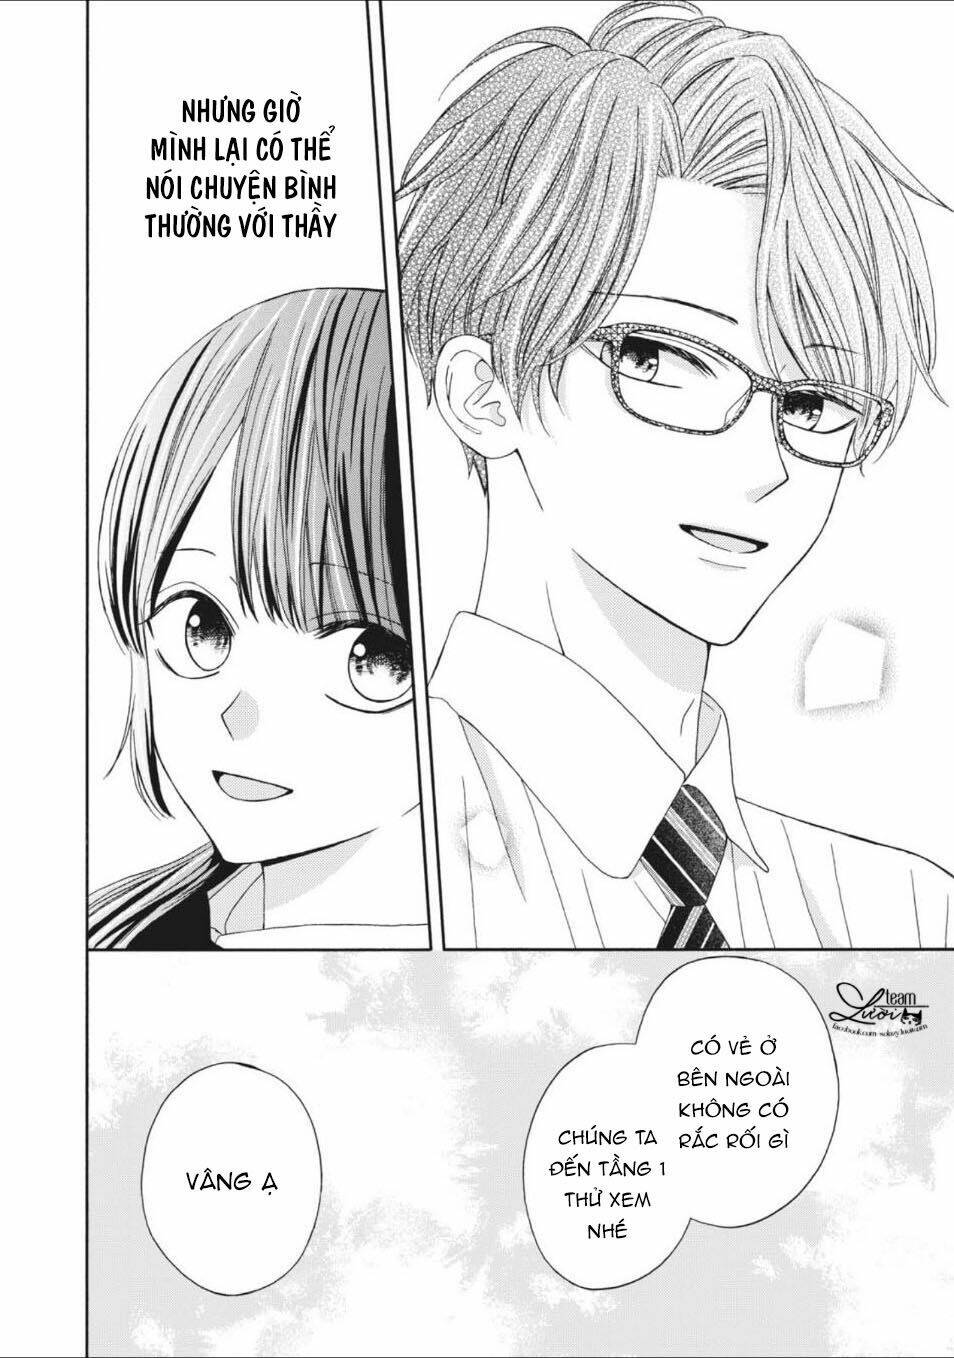 NHƯNG GIỜ
MÌNH LẠI CÓ THỂ
NÓI CHUYỆN BÌNH
THƯỜNG VỚI THẦY
team
Lười
CÓ VẺ Ở
BÊN NGOÀI
KHÔNG CÓ
RẮC RỐI GÌ
CHÚNG TA
ĐẾN TẦNG 1
THỬ XEM
NHÉ
VÂNG Ạ